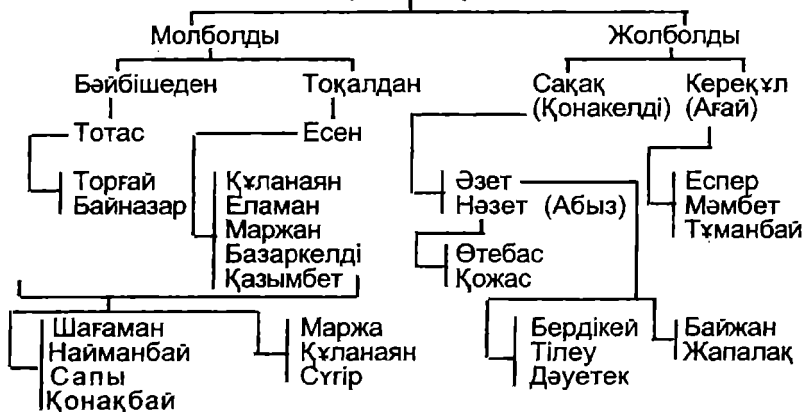 Молболды Жолболды
Бәйбішеден Тоқалдан Сақақ Кереқұл
(Қонакелді) (Ағай)
Тотас Есен
Торғай Құланаян Әзет Еспер
Байназар Еламан Нәзет (Абыз) Мәмбет
Маржан Тұманбай
Базаркелді Өтебас
Қазымбет Қожас
Шағаман Маржа Бердікей Байжан
Найманбай Құланаян Тілеу Жапалақ
Сапы Сүгір Дәуетек
Қонақбай